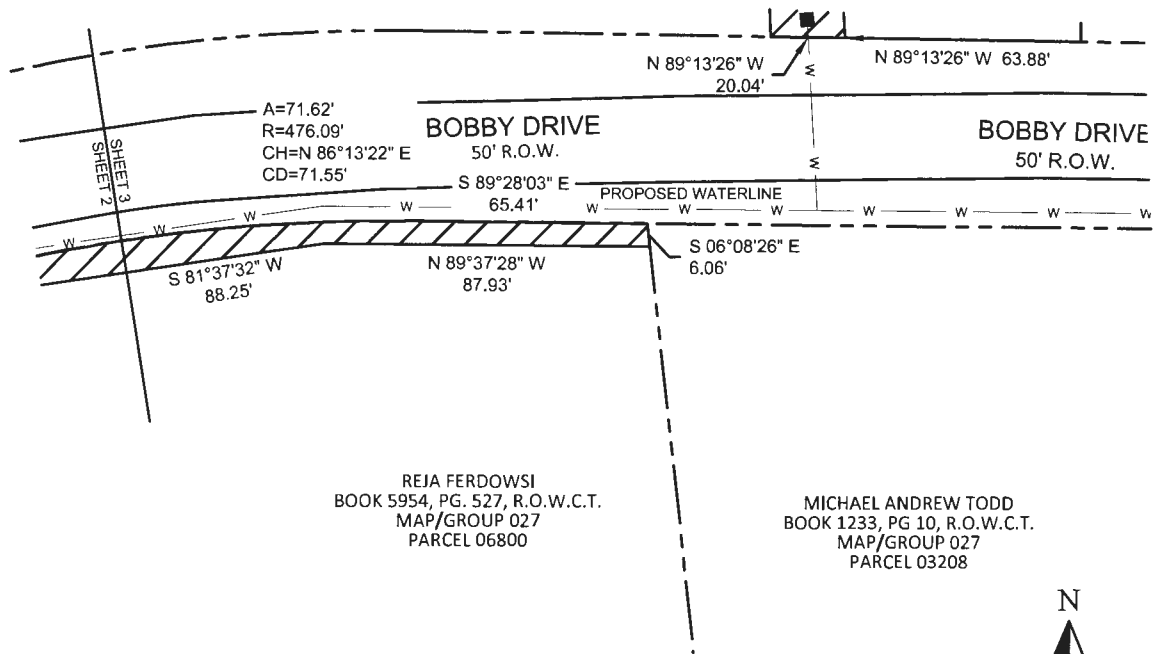 N 89°13'26" W
20.04'
N 89°13'26" W 63.88'
W
A=71.62'
R=476.09'
CH=N 86°13'22" E
CD=71.55'
BOBBY DRIVE
50' R.O.W.
BOBBY DRIVE
50' R.O.W.
SHEET 3
SHEET 2
W
S 89°28'03" E
65.41'
PROPOSED WATERLINE
W W W W W W W W W W
S 06°08'26" E
6.06'
S 81°37'32" W
88.25'
N 89°37'28" W
87.93'
REJA FERDOWSI
BOOK 5954, PG. 527, R.O.W.C.T.
MAP/GROUP 027
PARCEL 06800
MICHAEL ANDREW TODD
BOOK 1233, PG 10, R.O.W.C.T.
MAP/GROUP 027
PARCEL 03208
N